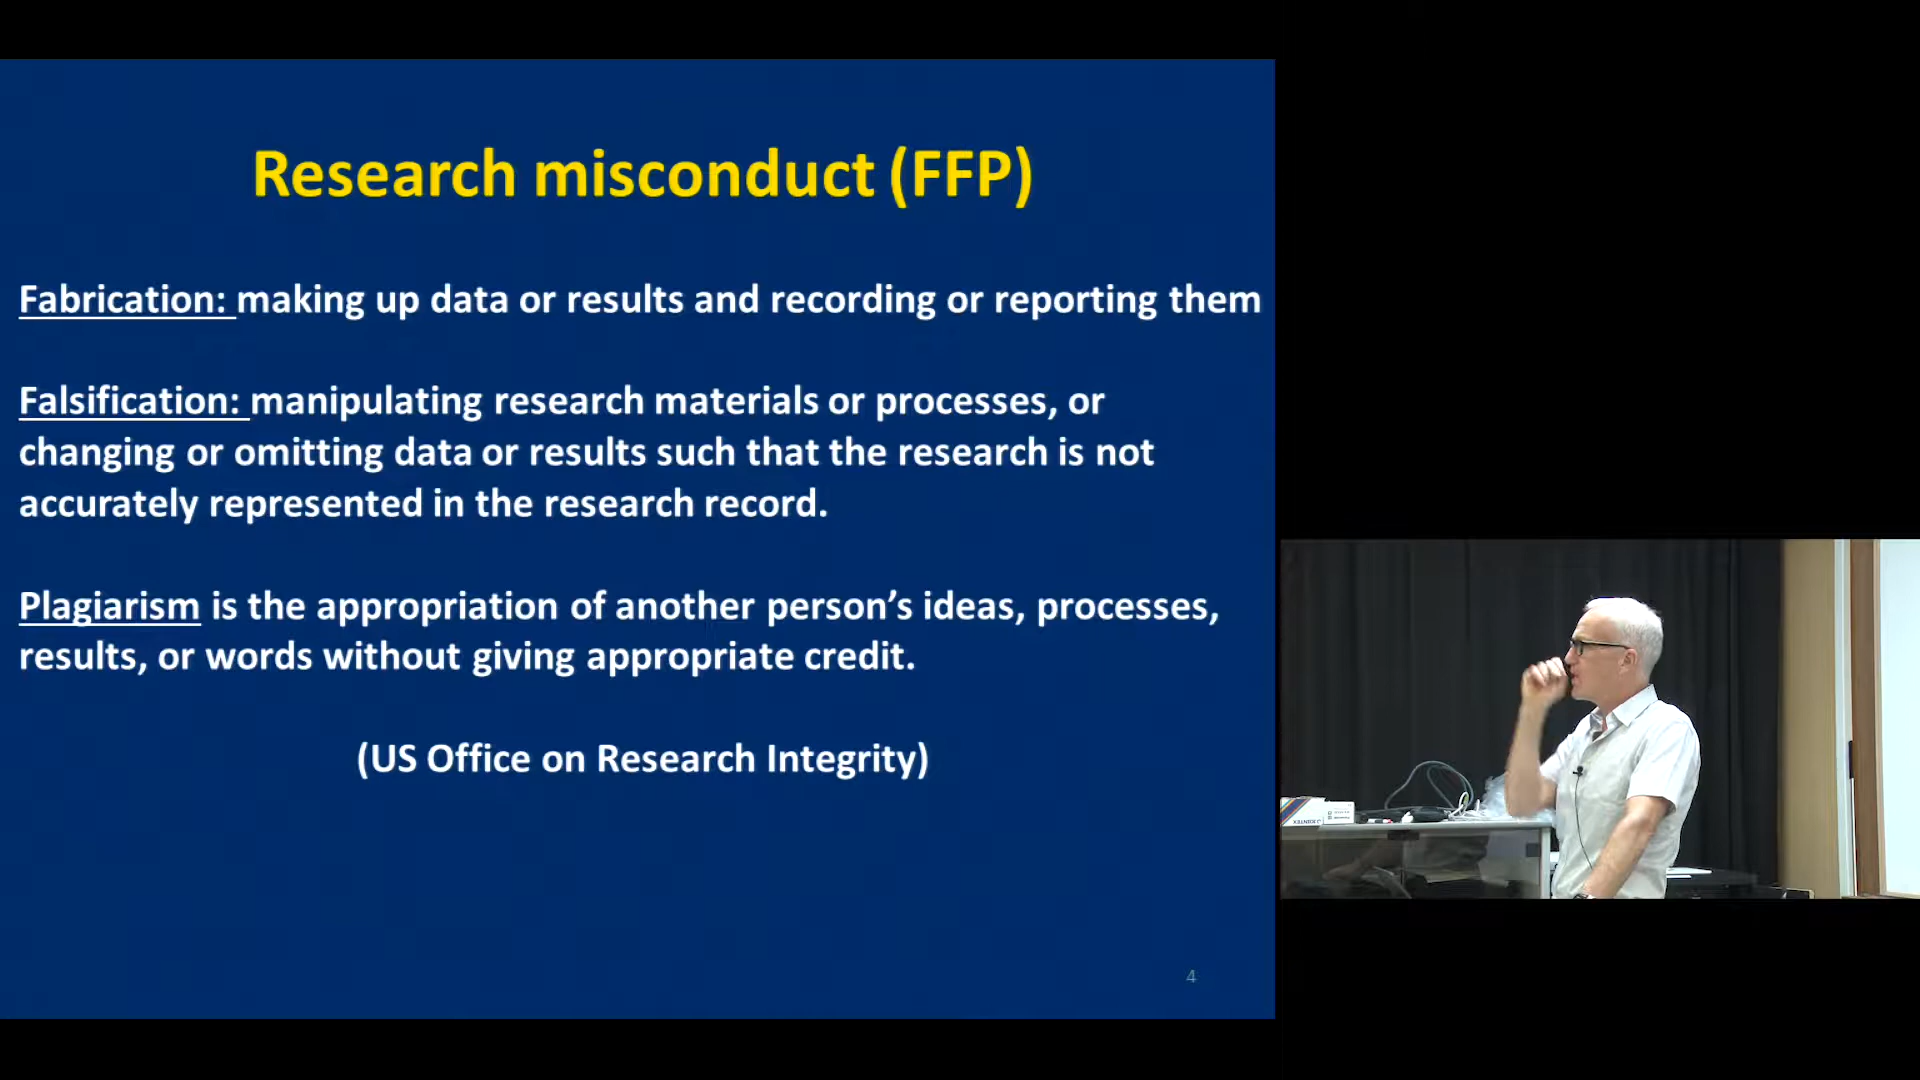 Research misconduct (FFP)
Fabrication: making up data or results and recording or reporting them
Falsification: manipulating research materials or processes, or
changing or omitting data or results such that the research is not
accurately represented in the research record.
Plagiarism is the appropriation of another person’s ideas, processes,
results, or words without giving appropriate credit.
(US Office on Research Integrity)
4